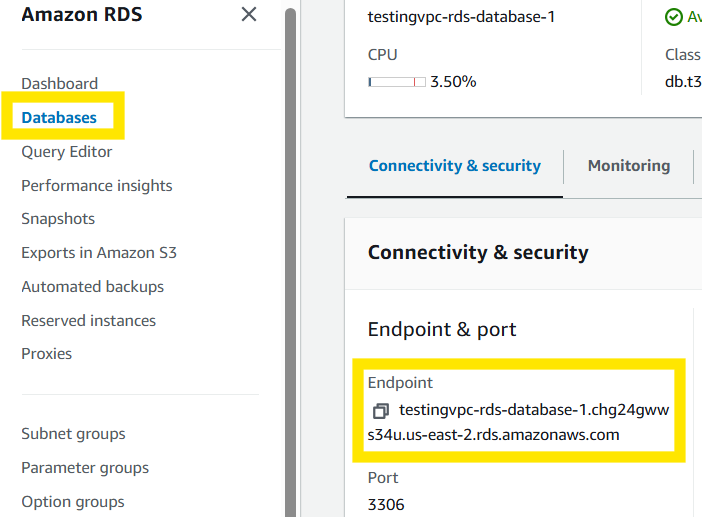 Amazon RDS
Dashboard
Databases
Query Editor
Performance insights
Snapshots
Exports in Amazon S3
Automated backups
Reserved instances
Proxies
Subnet groups
Parameter groups
Option groups
testingvpc-rds-database-1
CPU
3.50%
Av
Class
db.t3
Connectivity & security
Monitoring
Connectivity & security
Endpoint & port
Endpoint
testingvpc-rds-database-1.chg24gww
s34u.us-east-2.rds.amazonaws.com
Port
3306